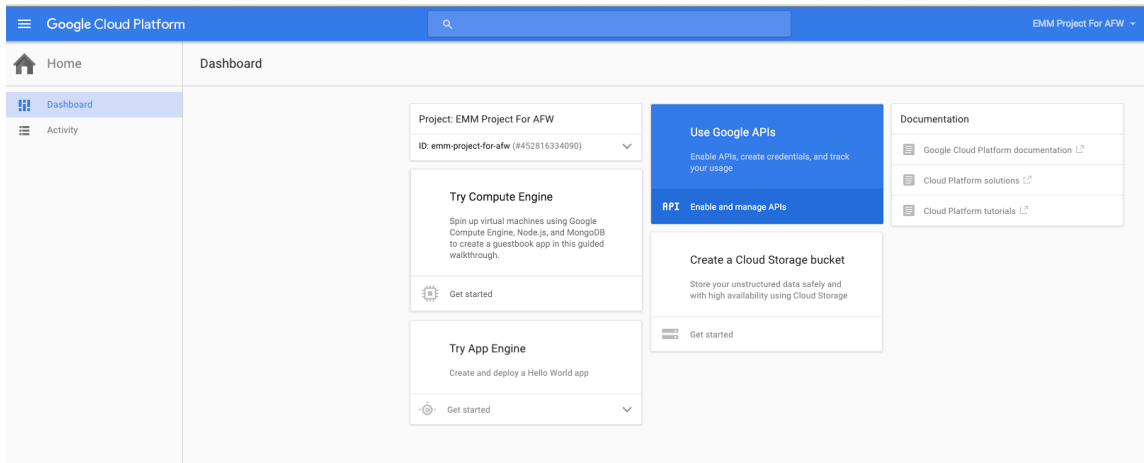 Google Cloud Platform
EMM Project For AFW
Home
Dashboard
Dashboard
Activity
Project: EMM Project For AFW
ID: emm-project-for-afw (#452816334090)
Try Compute Engine
Spin up virtual machines using Google
Compute Engine, Node.js, and MongoDB
to create a guestbook app in this guided
walkthrough.
Get started
Try App Engine
Create and deploy a Hello World app
Get started
Use Google APIs
Enable APIs, create credentials, and track
your usage
API Enable and manage APIs
Create a Cloud Storage bucket
Store your unstructured data safely and
with high availability using Cloud Storage
Get started
Documentation
Google Cloud Platform documentation
Cloud Platform solutions
Cloud Platform tutorials